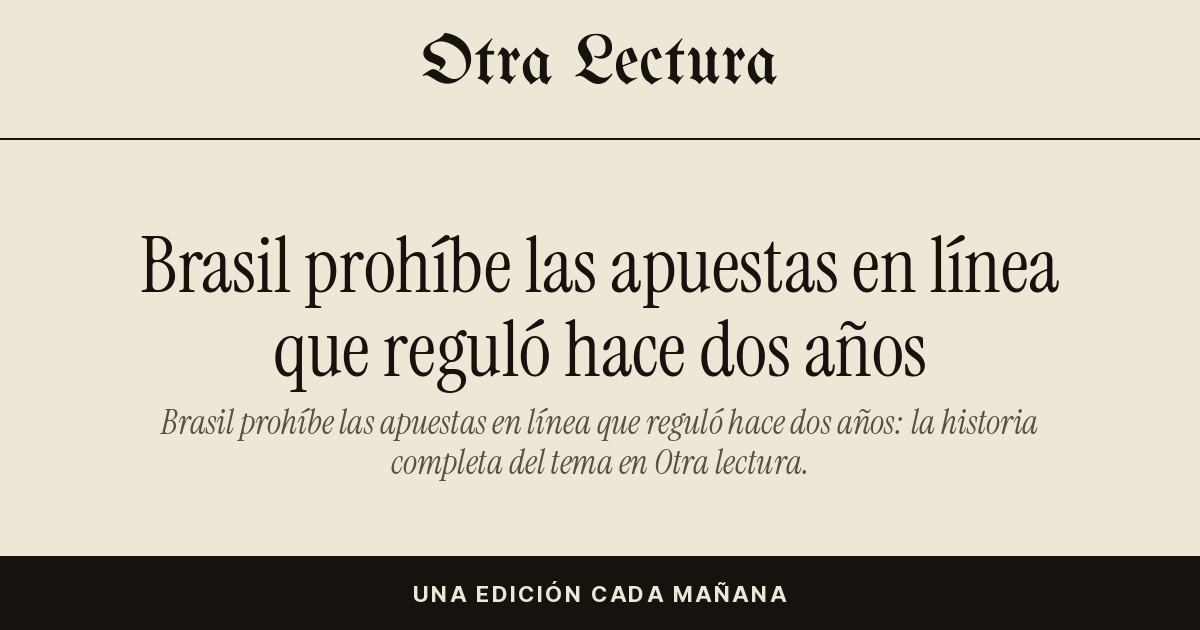 Otra Lectura
Brasil prohíbe las apuestas en línea
que reguló hace dos años
Brasil prohíbe las apuestas en línea que reguló hace dos años: la historia
completa del tema en Otra lectura.
UNA EDICIÓN CADA MAÑANA